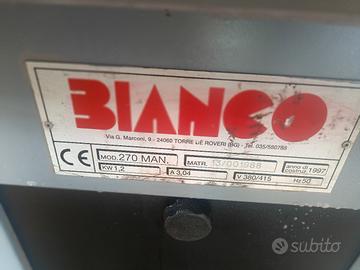 BIANCO
Via G. Marconi, 9 - 24060 TORRE DE ROVERI (BG) - Tel. 035/580788
CE MOD. 270 MAN. MATR. 13/001988 anno di costruz. 1997
KW 1,2 A 3,04 V 380/415 Hz 50
subito